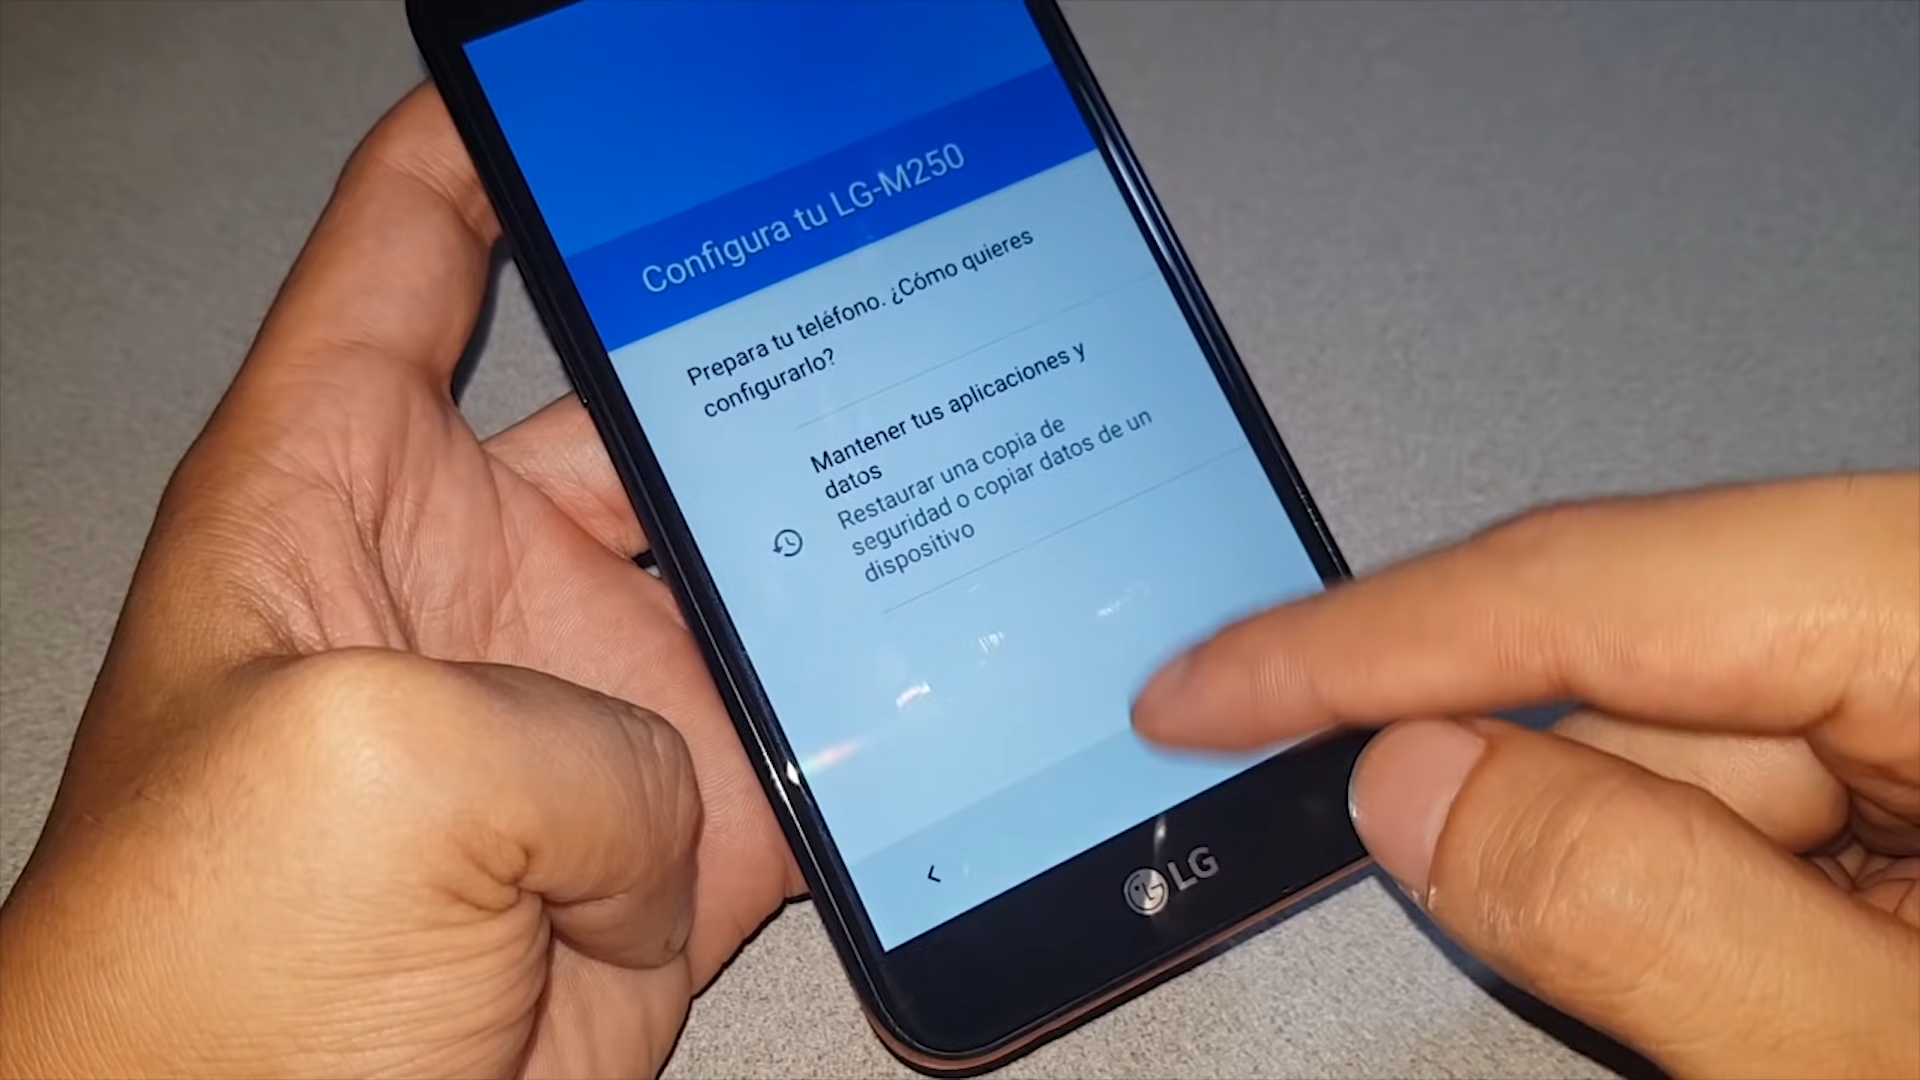 Configura tu LG-M250
Prepara tu teléfono. ¿Cómo quieres
configurarlo?
Mantener tus aplicaciones y
datos
Restaurar una copia de
seguridad o copiar datos de un
dispositivo
LG